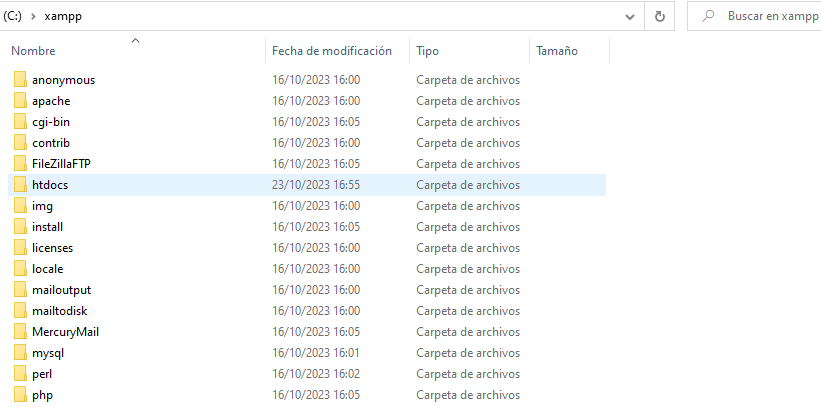 (C:) > xampp Buscar en xampp
Nombre Fecha de modificación Tipo Tamaño
anonymous 16/10/2023 16:00 Carpeta de archivos
apache 16/10/2023 16:00 Carpeta de archivos
cgi-bin 16/10/2023 16:05 Carpeta de archivos
contrib 16/10/2023 16:00 Carpeta de archivos
FileZillaFTP 16/10/2023 16:05 Carpeta de archivos
htdocs 23/10/2023 16:55 Carpeta de archivos
img 16/10/2023 16:00 Carpeta de archivos
install 16/10/2023 16:05 Carpeta de archivos
licenses 16/10/2023 16:00 Carpeta de archivos
locale 16/10/2023 16:00 Carpeta de archivos
mailoutput 16/10/2023 16:00 Carpeta de archivos
mailtodisk 16/10/2023 16:00 Carpeta de archivos
MercuryMail 16/10/2023 16:05 Carpeta de archivos
mysql 16/10/2023 16:01 Carpeta de archivos
perl 16/10/2023 16:02 Carpeta de archivos
php 16/10/2023 16:05 Carpeta de archivos